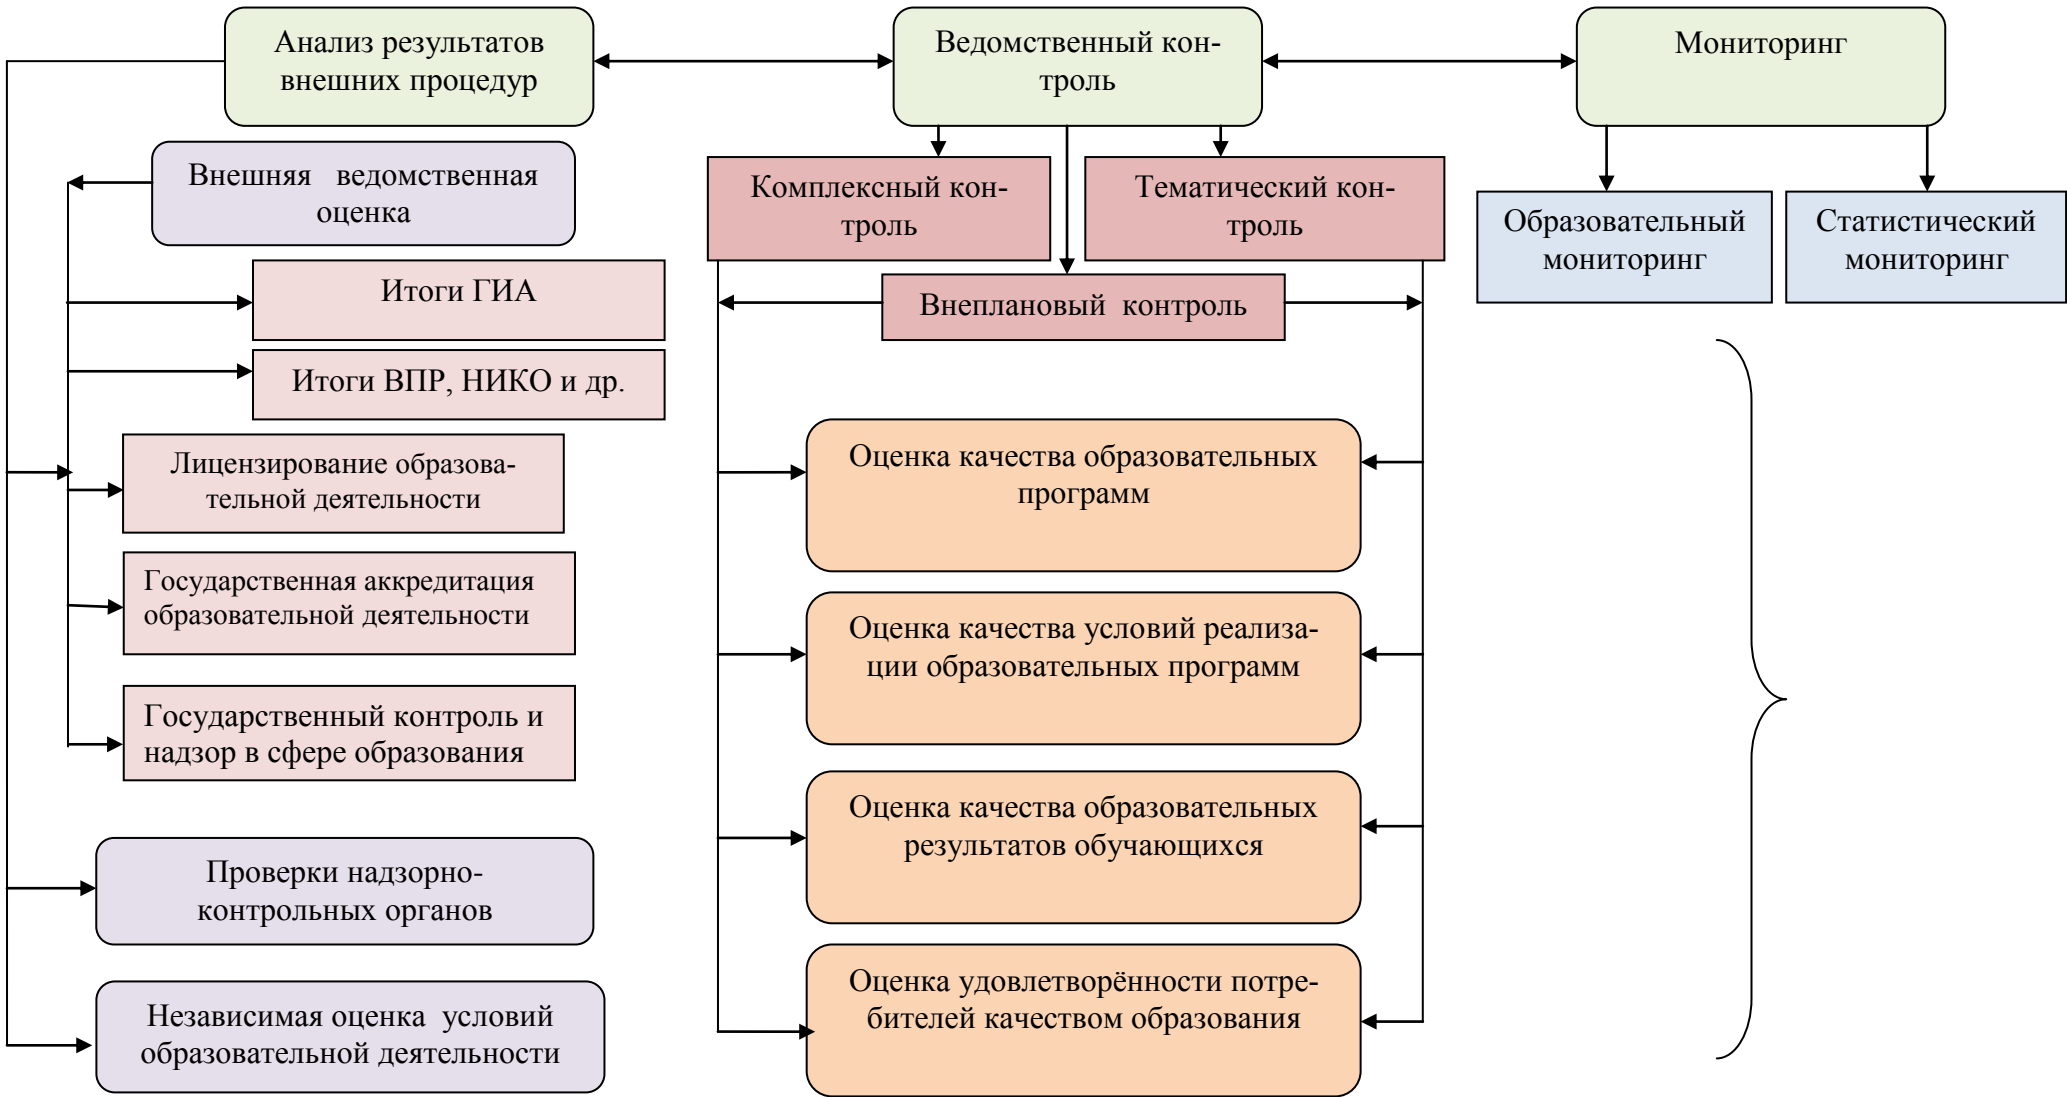 Анализ результатов
внешних процедур
Ведомственный кон-
троль
Мониторинг
Внешняя ведомственная
оценка
Комплексный кон-
троль
Тематический кон-
троль
Образовательный
мониторинг
Статистический
мониторинг
Итоги ГИА
Внеплановый контроль
Итоги ВПР, НИКО и др.
Лицензирование образова-
тельной деятельности
Государственная аккредитация
образовательной деятельности
Государственный контроль и
надзор в сфере образования
Проверки надзорно-
контрольных органов
Независимая оценка условий
образовательной деятельности
Оценка качества образовательных
программ
Оценка качества условий реализа-
ции образовательных программ
Оценка качества образовательных
результатов обучающихся
Оценка удовлетворённости потре-
бителей качеством образования